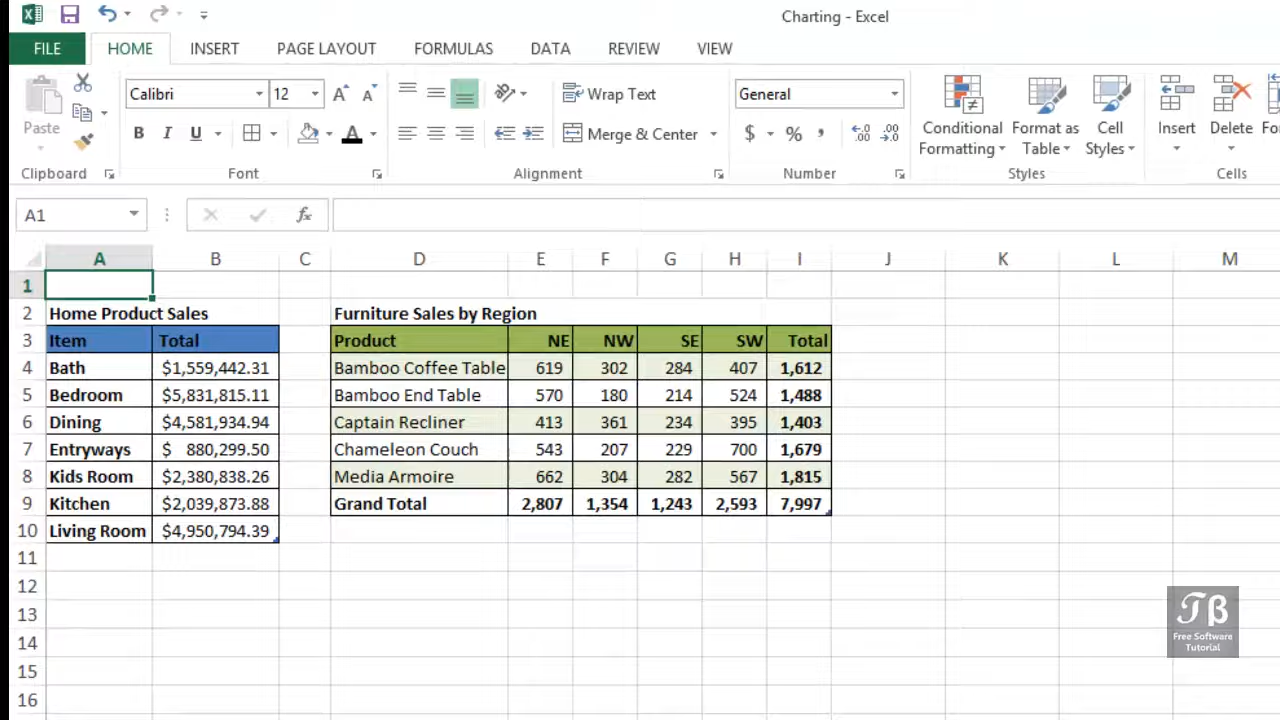 Charting - Excel
FILE HOME INSERT PAGE LAYOUT FORMULAS DATA REVIEW VIEW
Calibri 12 Wrap Text General
Paste B I U Merge & Center $ % , Conditional Formatting Format as Table Cell Styles Insert Delete
Clipboard Font Alignment Number Styles Cells
A1 fx
A B C D E F G H I J K L M
1
2 Home Product Sales Furniture Sales by Region
3 Item Total Product NE NW SE SW Total
4 Bath $1,559,442.31 Bamboo Coffee Table 619 302 284 407 1,612
5 Bedroom $5,831,815.11 Bamboo End Table 570 180 214 524 1,488
6 Dining $4,581,934.94 Captain Recliner 413 361 234 395 1,403
7 Entryways $ 880,299.50 Chameleon Couch 543 207 229 700 1,679
8 Kids Room $2,380,838.26 Media Armoire 662 304 282 567 1,815
9 Kitchen $2,039,873.88 Grand Total 2,807 1,354 1,243 2,593 7,997
10 Living Room $4,950,794.39
11
12
13
14
15
16
TB
Free Software
Tutorial